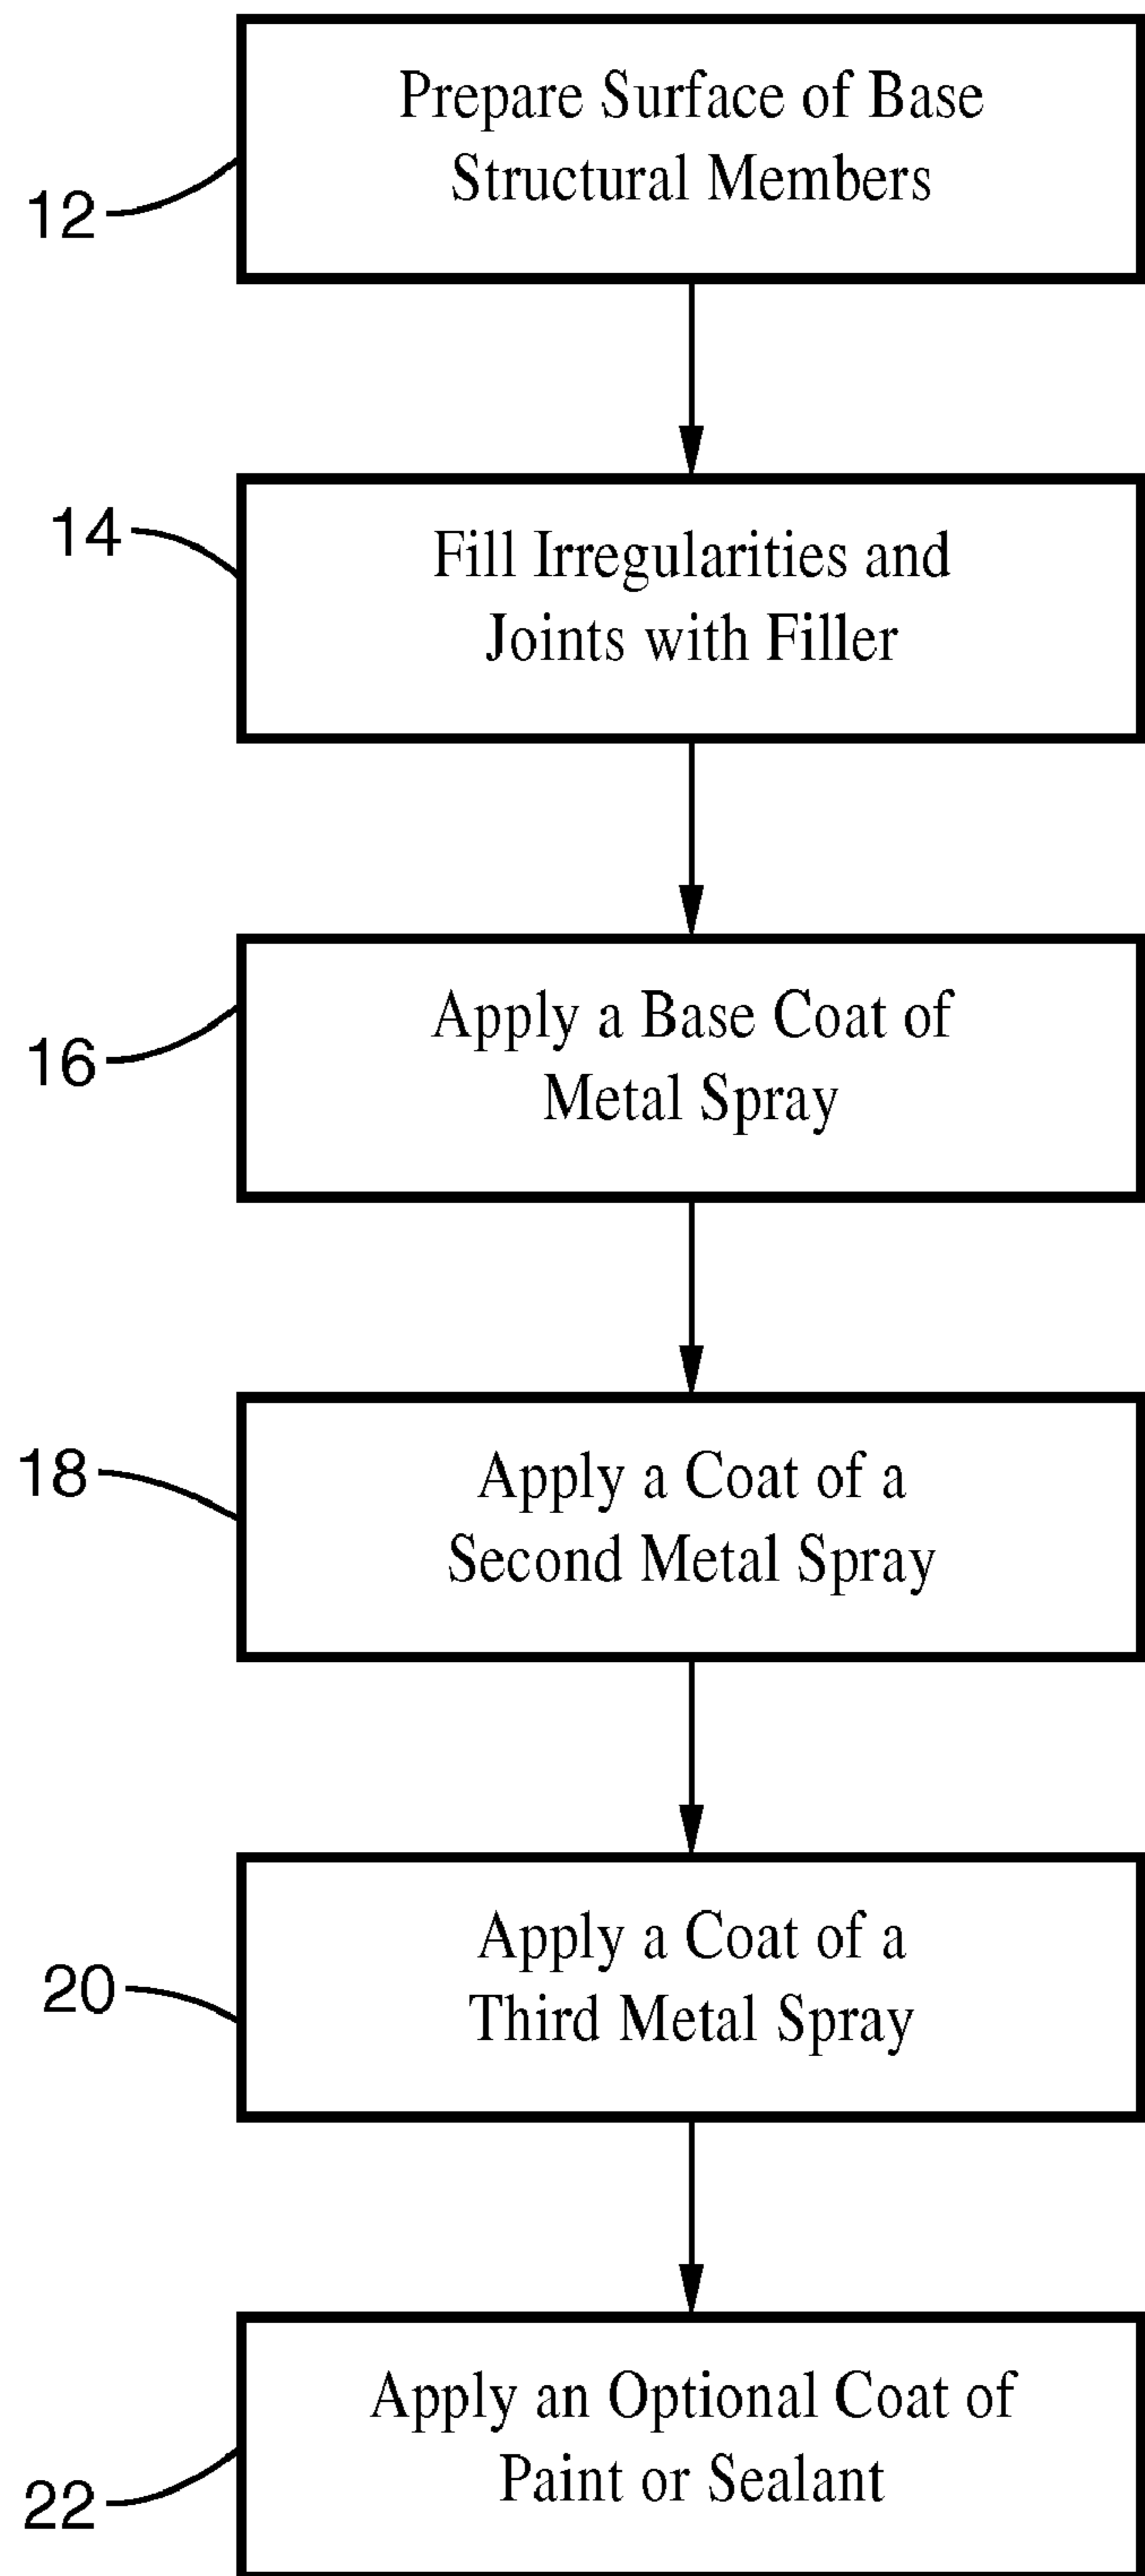 12
Prepare Surface of Base
Structural Members
14
Fill Irregularities and
Joints with Filler
16
Apply a Base Coat of
Metal Spray
18
Apply a Coat of a
Second Metal Spray
20
Apply a Coat of a
Third Metal Spray
22
Apply an Optional Coat of
Paint or Sealant